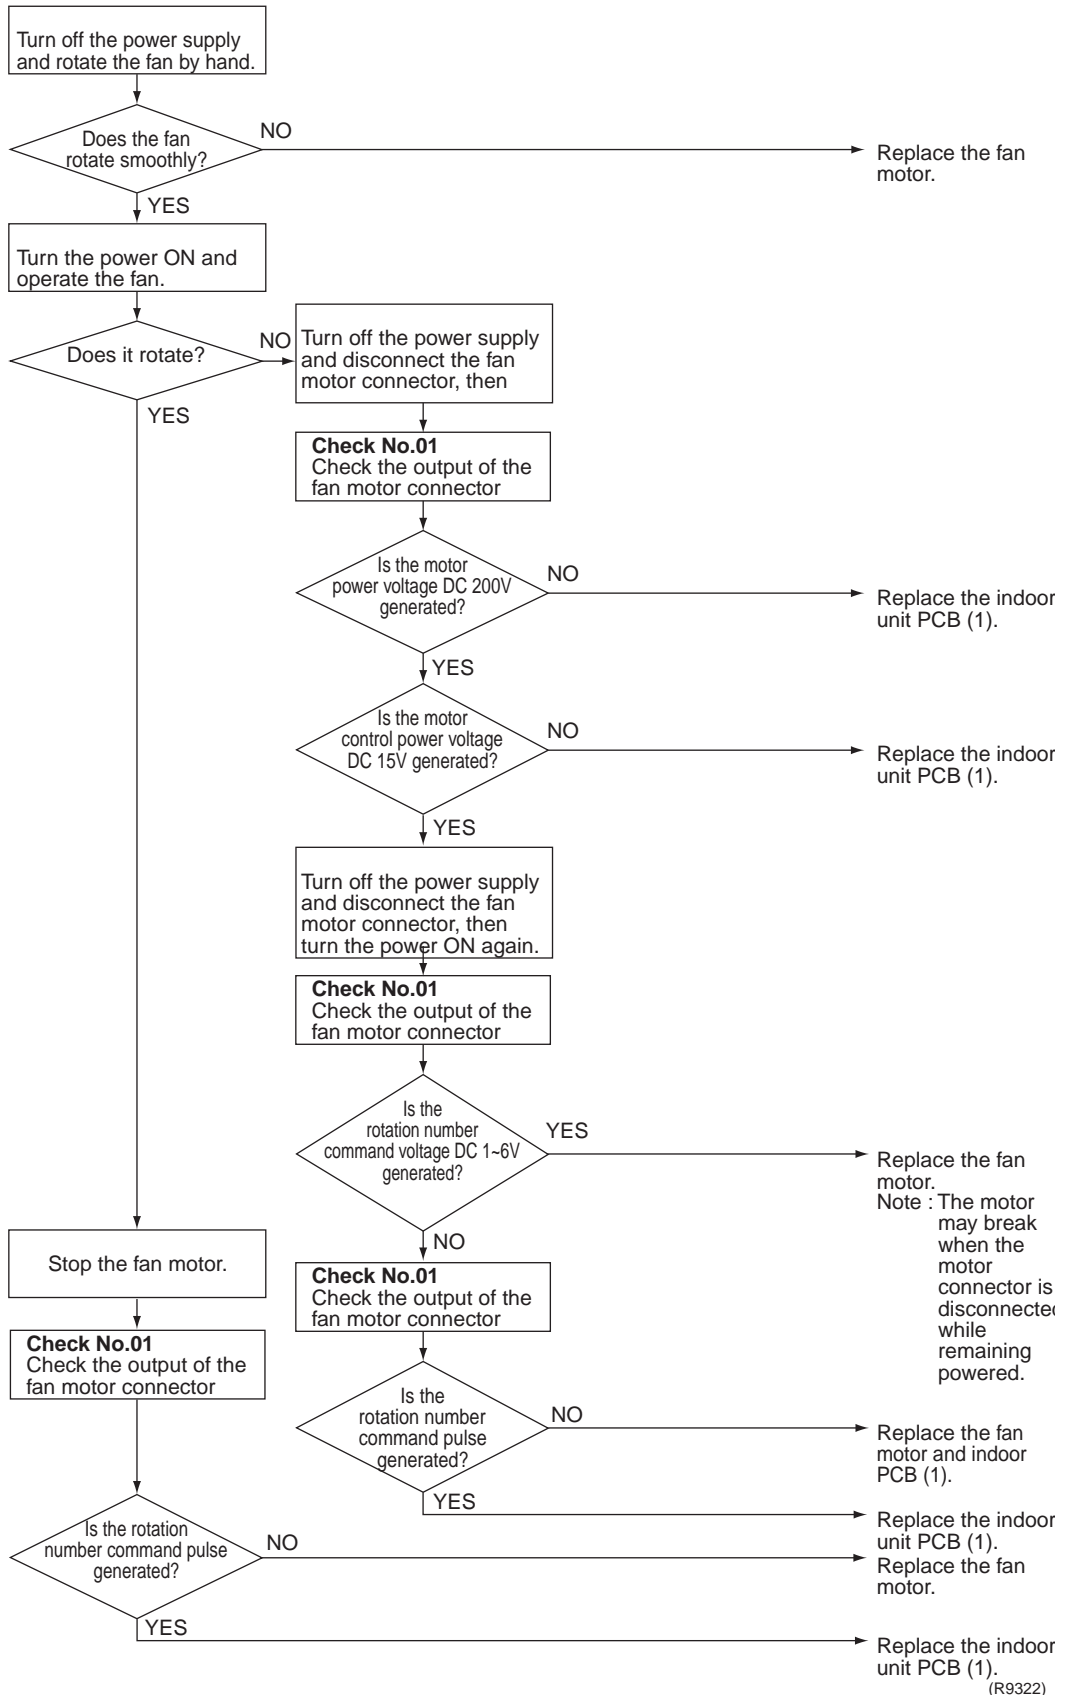 Turn off the power supply
and rotate the fan by hand.
Does the fan
rotate smoothly?
NO
Replace the fan
motor.
YES
Turn the power ON and
operate the fan.
Does it rotate?
NO
Turn off the power supply
and disconnect the fan
motor connector, then
YES
Check No.01
Check the output of the
fan motor connector
Is the motor
power voltage DC 200V
generated?
NO
Replace the indoor
unit PCB (1).
YES
Is the motor
control power voltage
DC 15V generated?
NO
Replace the indoor
unit PCB (1).
YES
Turn off the power supply
and disconnect the fan
motor connector, then
turn the power ON again.
Check No.01
Check the output of the
fan motor connector
Is the
rotation number
command voltage DC 1~6V
generated?
YES
Replace the fan
motor.
Note : The motor
may break
when the
motor
connector is
disconnected
while
remaining
powered.
NO
Stop the fan motor.
Check No.01
Check the output of the
fan motor connector
Check No.01
Check the output of the
fan motor connector
Is the
rotation number
command pulse
generated?
NO
Replace the fan
motor and indoor
PCB (1).
YES
Replace the indoor
unit PCB (1).
Is the rotation
number command pulse
generated?
NO
Replace the fan
motor.
YES
Replace the indoor
unit PCB (1).
(R9322)